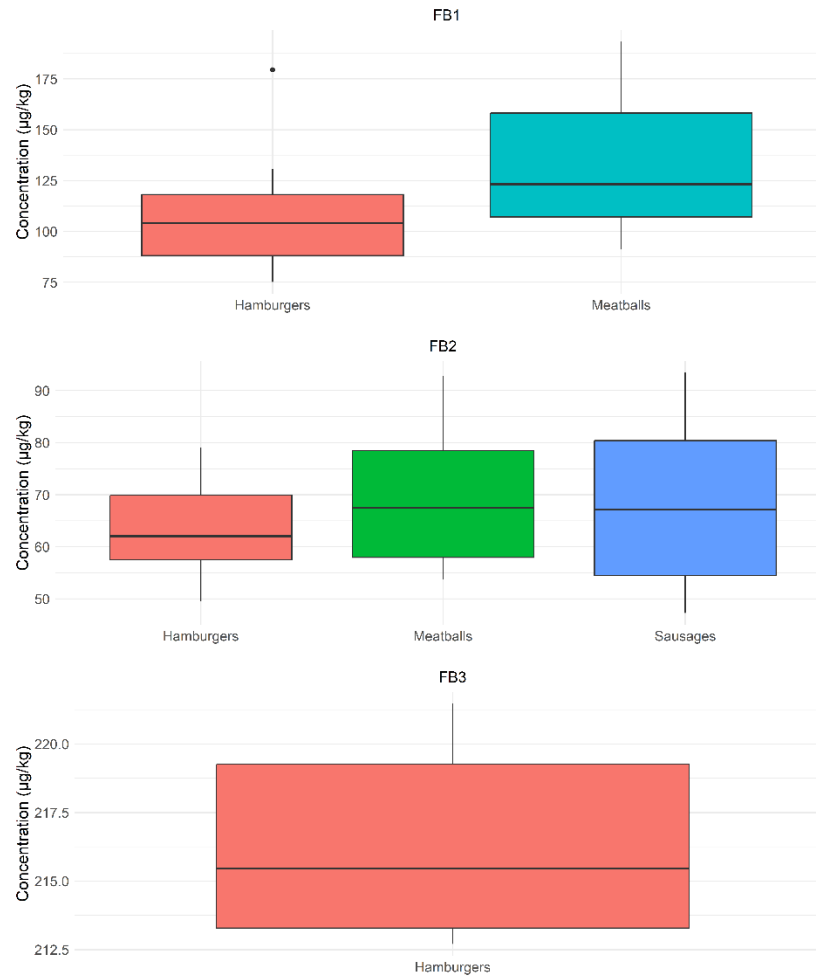 FB1
Concentration (µg/kg)
175
150
125
100
75
Hamburgers Meatballs
FB2
Concentration (µg/kg)
90
80
70
60
50
Hamburgers Meatballs Sausages
FB3
Concentration (µg/kg)
220.0
217.5
215.0
212.5
Hamburgers